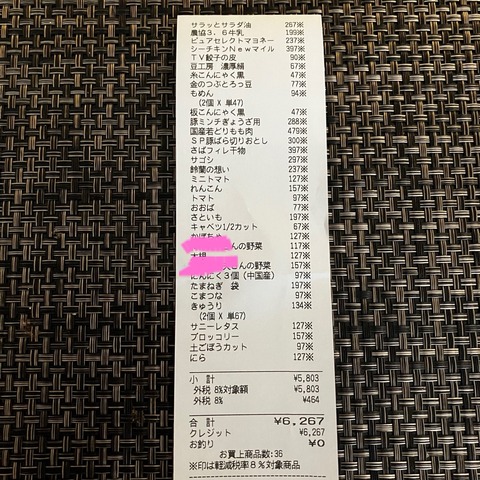 サラッとサラダ油 267※
農協3.6牛乳 199※
ピュアセレクトマヨネー 237※
シーチキンNewマイル 397※
TV餃子の皮 90※
豆工房 濃厚絹 67※
糸こんにゃく黒 47※
金のつぶとろっ豆 77※
もめん 94※
(2個 X 単47)
板こんにゃく黒 47※
豚ミンチぎょうざ用 288※
国産若どりもも肉 479※
SP豚ばら切りおとし 300※
さばフィレ干物 397※
サゴシ 297※
鈴蘭の想い 237※
ミニトマト 127※
れんこん 157※
トマト 97※
おおば 77※
さといも 197※
キャベツ1/2カット 67※
かぼちゃ 127※
さんの野菜 117※
大根 127※
さんの野菜 157※
にんにく3個(中国産) 97※
たまねぎ 袋 197※
こまつな 97※
きゅうり 134※
(2個 X 単67)
サニーレタス 127※
ブロッコリー 157※
土ごぼうカット 97※
にら 127※
小 計 ¥5,803
外税 8%対象額 ¥5,803
外税 8% ¥464
合 計 ¥6,267
クレジット ¥6,267
お釣り ¥0
お買上商品数:36
※印は軽減税率8%対象商品